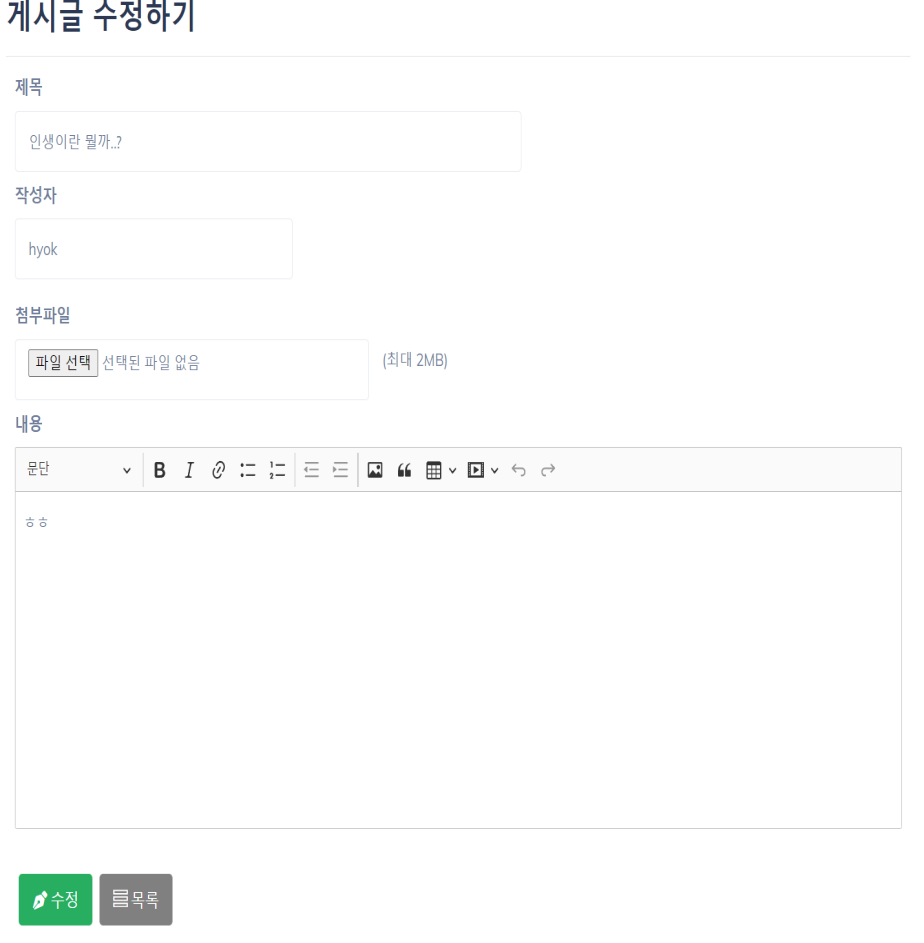 게시글 수정하기
제목
인생이란 뭘까..?
작성자
hyok
첨부파일
파일 선택 선택된 파일 없음 (최대 2MB)
내용
문단
ㅎㅎ
수정 목록